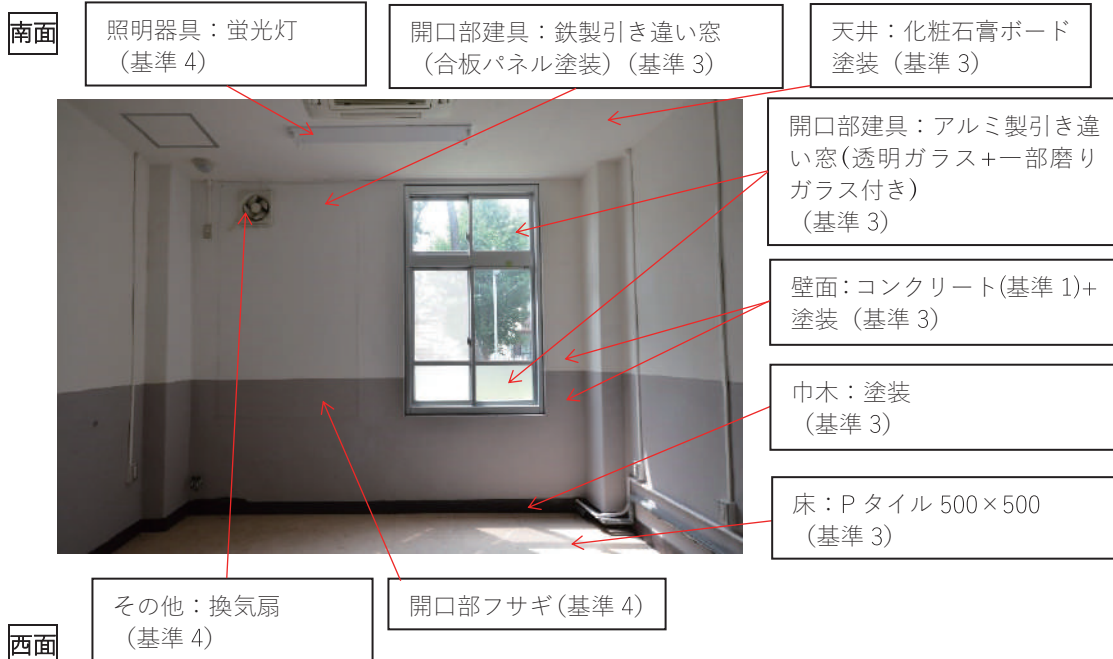 南面
照明器具：蛍光灯
（基準 4）
開口部建具：鉄製引き違い窓
（合板パネル塗装）（基準 3）
天井：化粧石膏ボード
塗装（基準 3）
開口部建具：アルミ製引き違
い窓(透明ガラス+一部磨り
ガラス付き）
（基準 3）
壁面：コンクリート(基準 1)+
塗装（基準 3）
巾木：塗装
（基準 3）
床：P タイル 500×500
（基準 3）
その他：換気扇
（基準 4）
開口部フサギ(基準 4)
西面